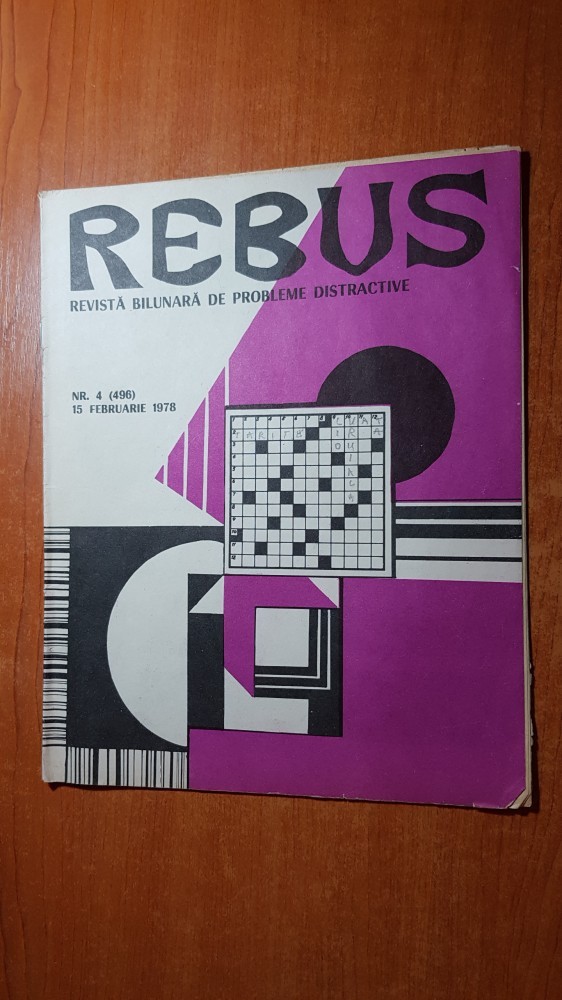 REBUS
REVISTĂ BILUNARĂ DE PROBLEME DISTRACTIVE
NR. 4 (496)
15 FEBRUARIE 1978